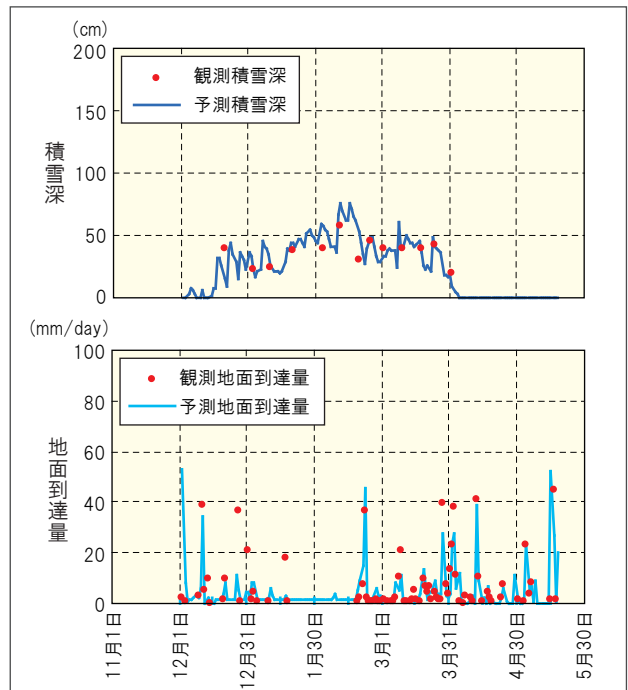 (cm)
200
150
100
50
0
積雪深
観測積雪深
予測積雪深
(mm/day)
100
80
60
40
20
0
地面到達量
観測地面到達量
予測地面到達量
11月1日
12月1日
12月31日
1月30日
3月1日
3月31日
4月30日
5月30日